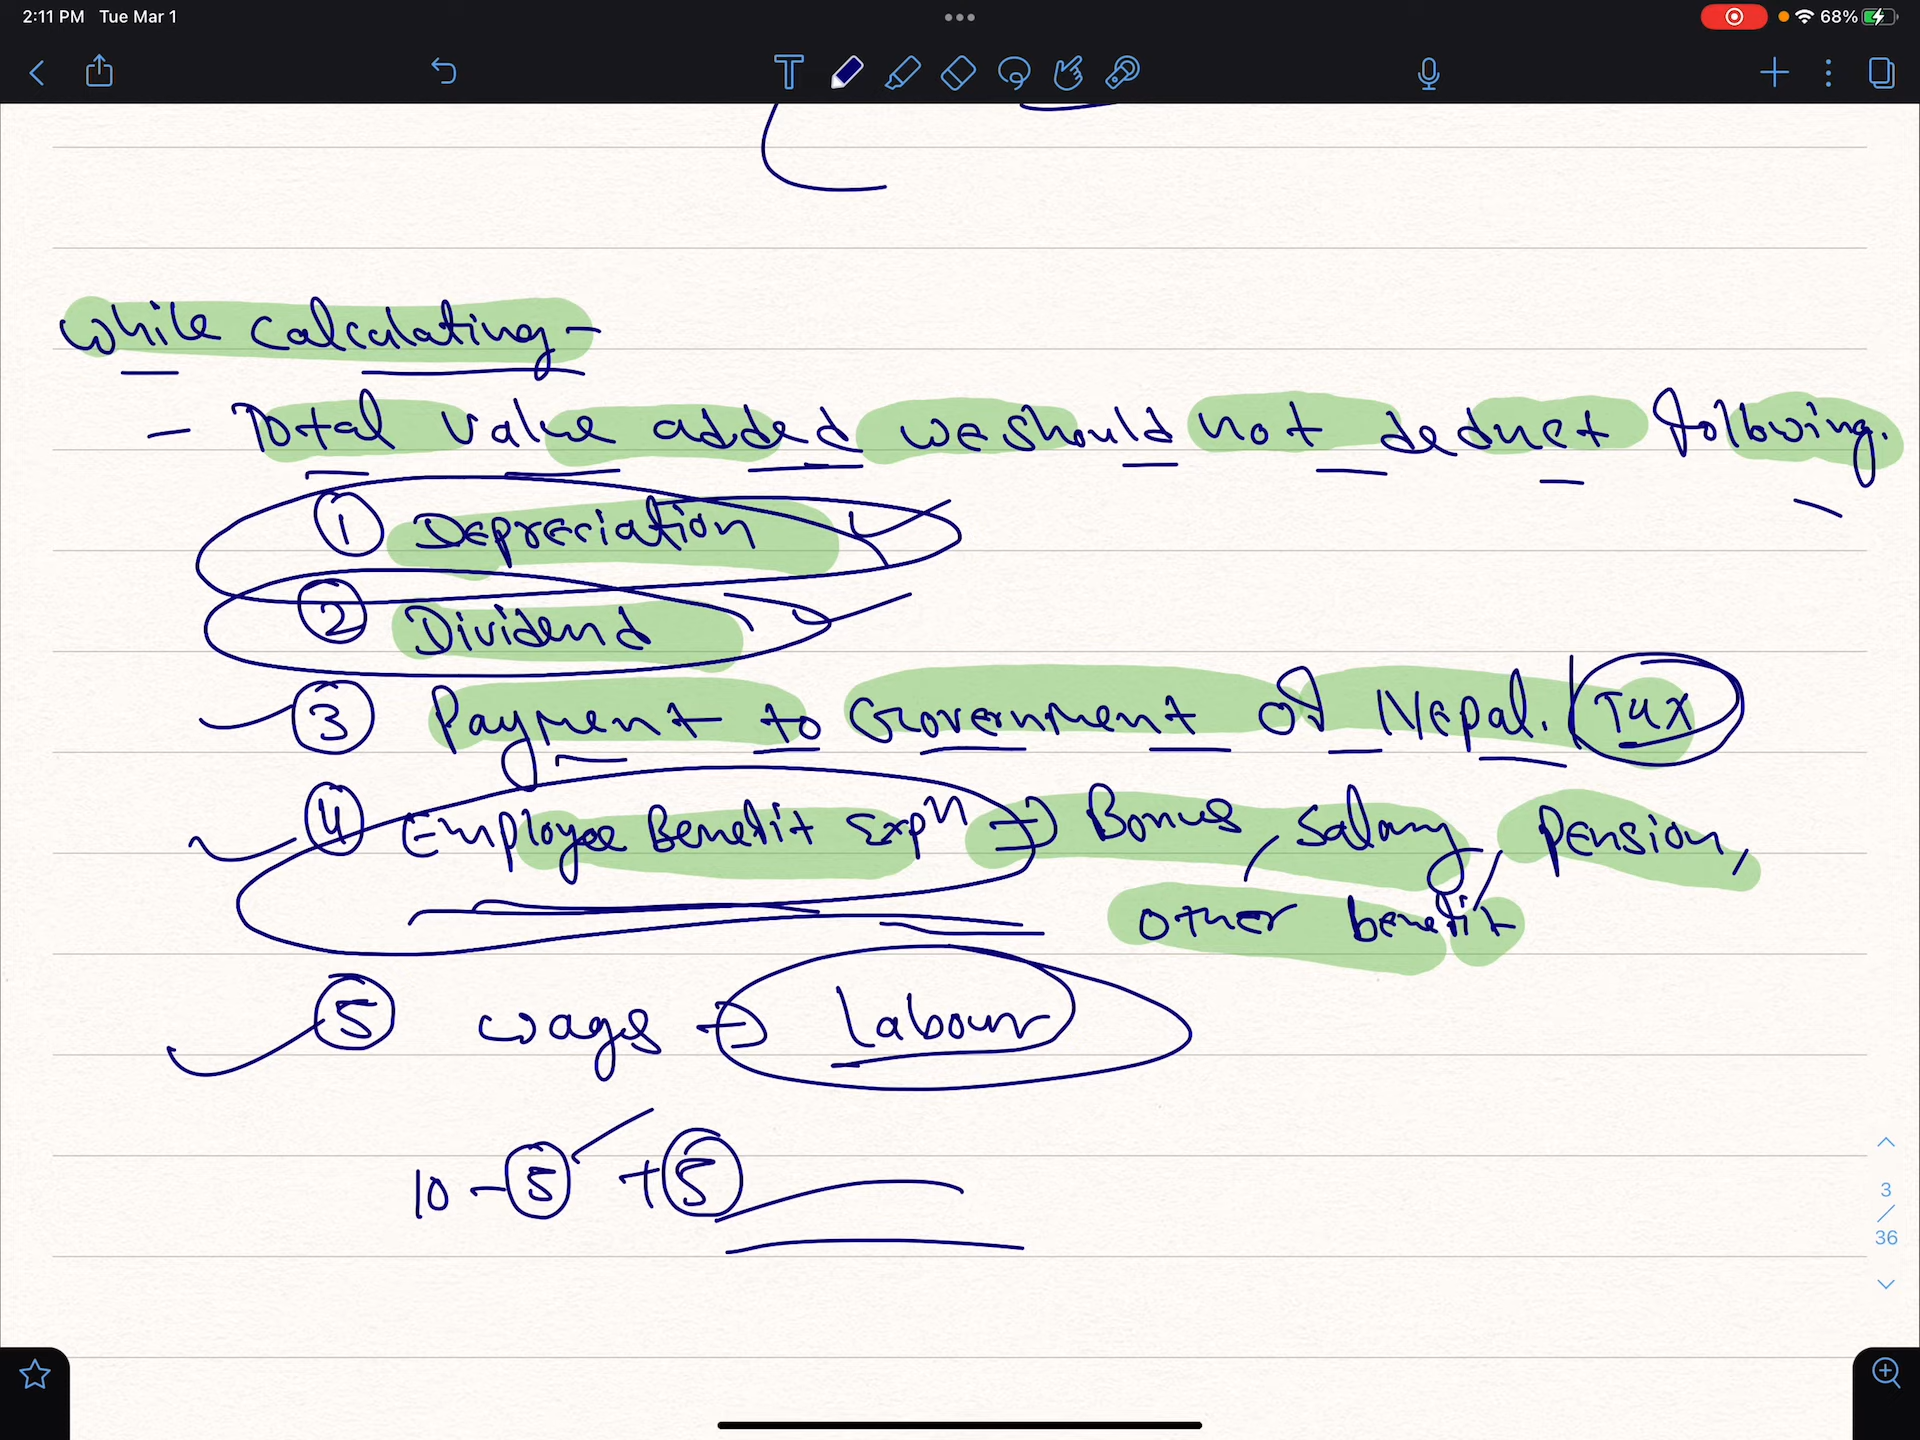 2:11 PM Tue Mar 1
68%
T
While Calculating -
- Total value added we should not deduct following.
① Depreciation
② Dividend
③ Payment to Government of Nepal. / Tax
④ Employee Benefit Expⁿ → Bonus, Salary, Pension,
other benefit
⑤ wages → labour
10 - 5 + 5
3
/
36